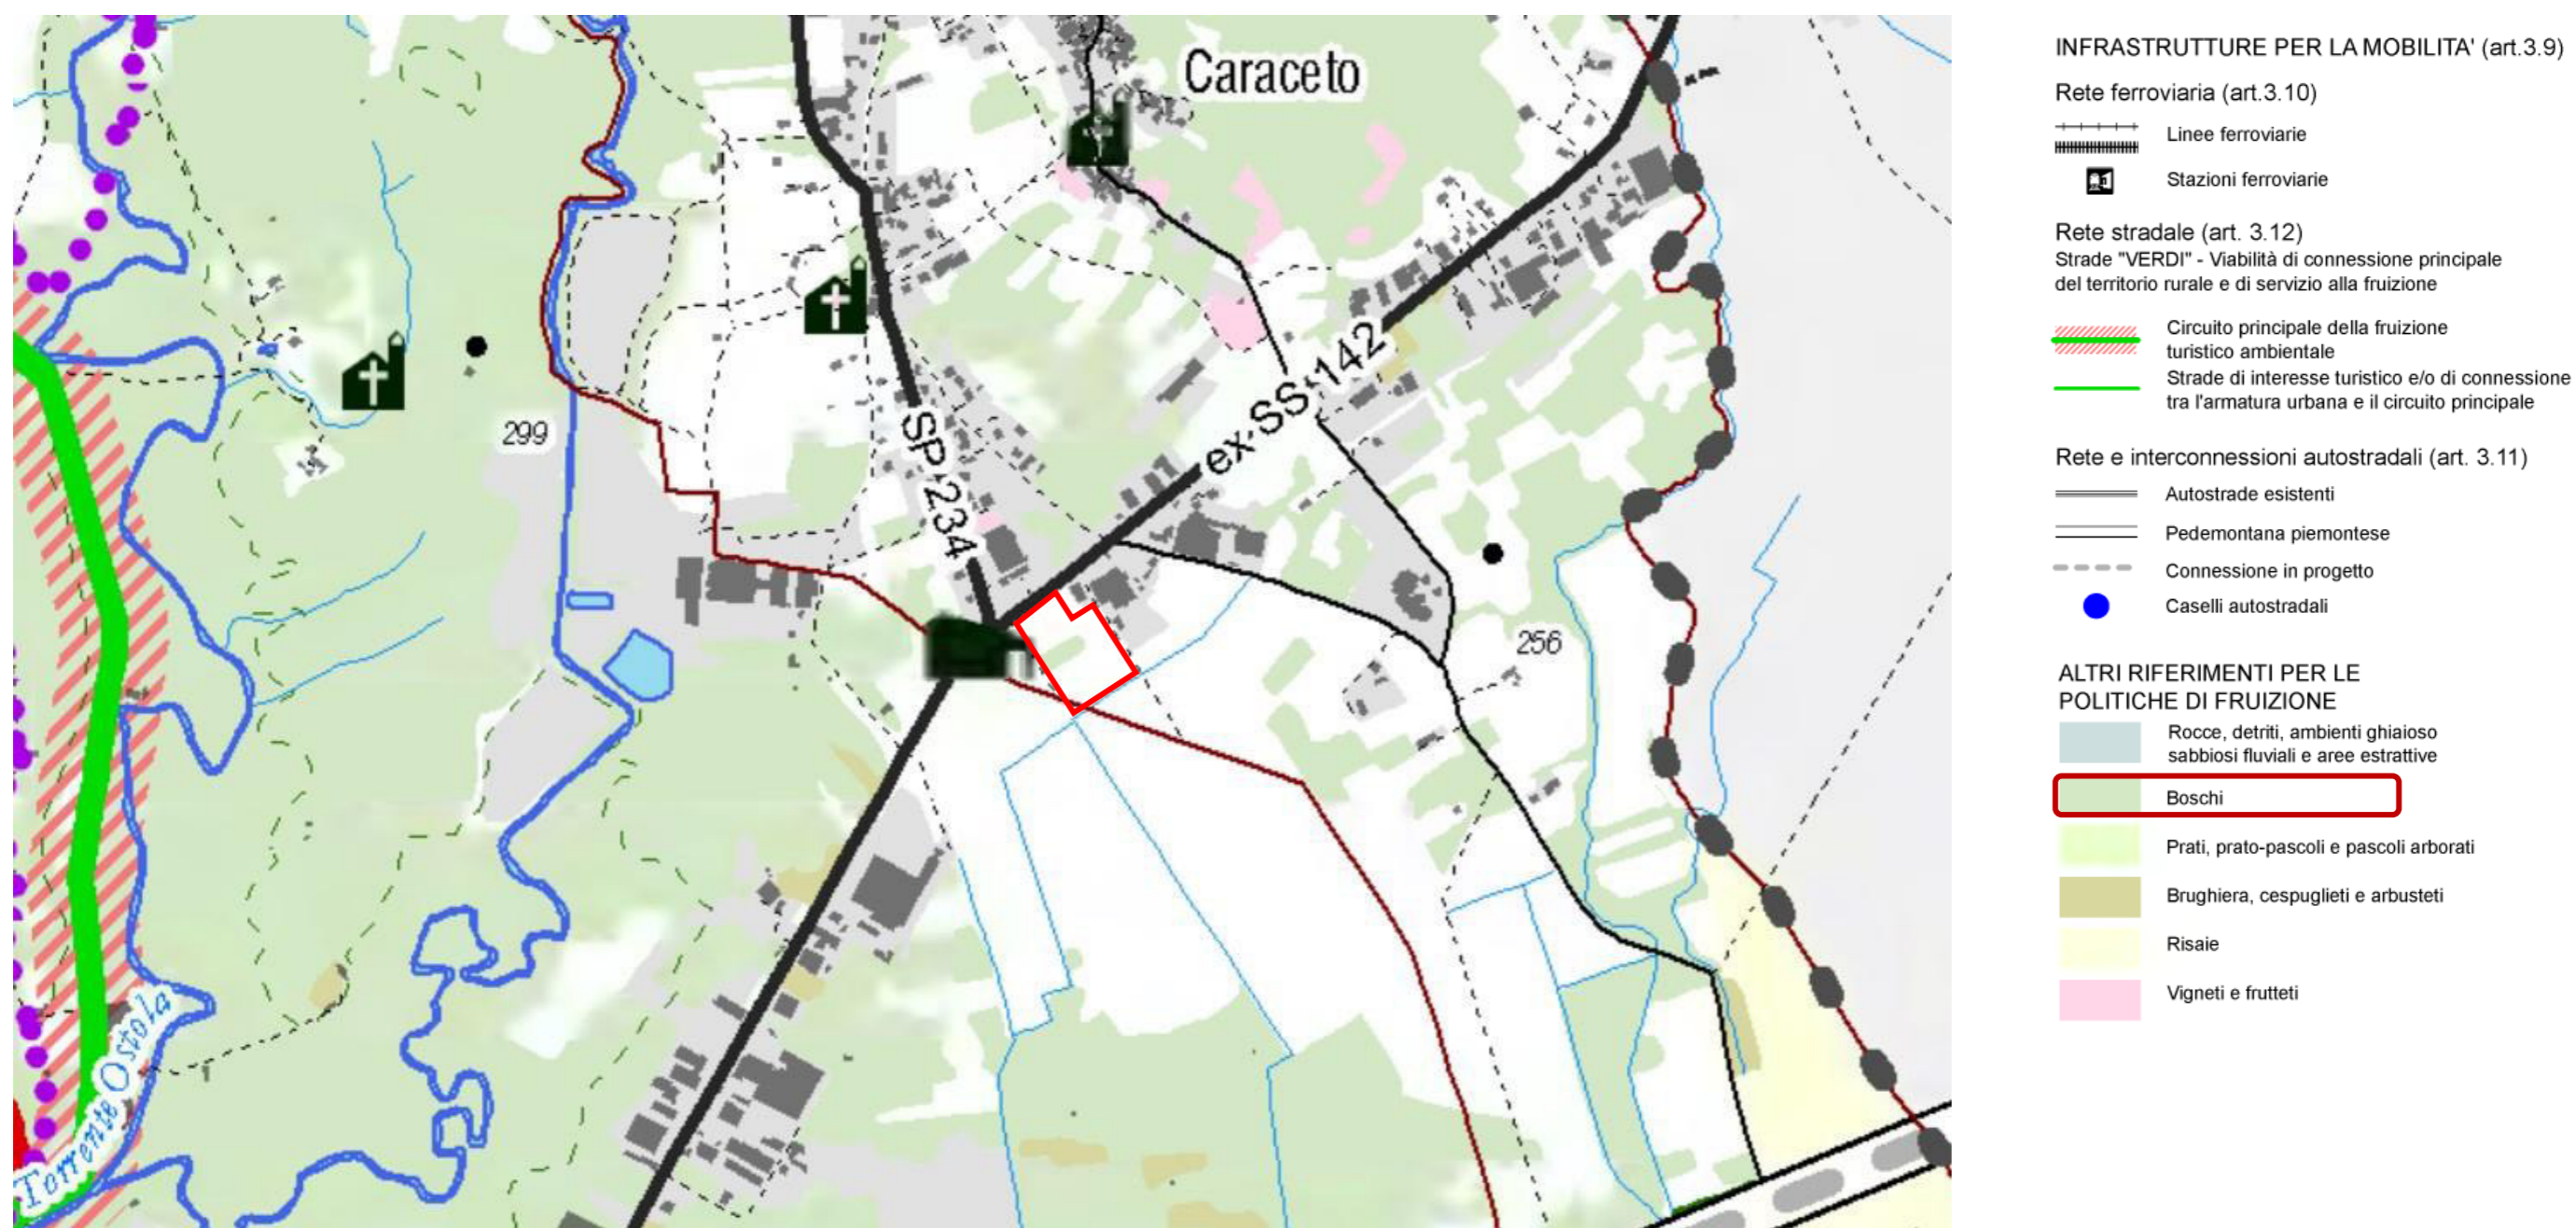 Caraceto
ex SS 142
SP 234
299
256
Torrente Ostola
INFRASTRUTTURE PER LA MOBILITA' (art.3.9)
Rete ferroviaria (art.3.10)
Linee ferroviarie
Stazioni ferroviarie
Rete stradale (art. 3.12)
Strade "VERDI" - Viabilità di connessione principale
del territorio rurale e di servizio alla fruizione
Circuito principale della fruizione
turistico ambientale
Strade di interesse turistico e/o di connessione
tra l'armatura urbana e il circuito principale
Rete e interconnessioni autostradali (art. 3.11)
Autostrade esistenti
Pedemontana piemontese
Connessione in progetto
Caselli autostradali
ALTRI RIFERIMENTI PER LE
POLITICHE DI FRUIZIONE
Rocce, detriti, ambienti ghiaioso
sabbiosi fluviali e aree estrattive
Boschi
Prati, prato-pascoli e pascoli arborati
Brughiera, cespuglieti e arbusteti
Risaie
Vigneti e frutteti